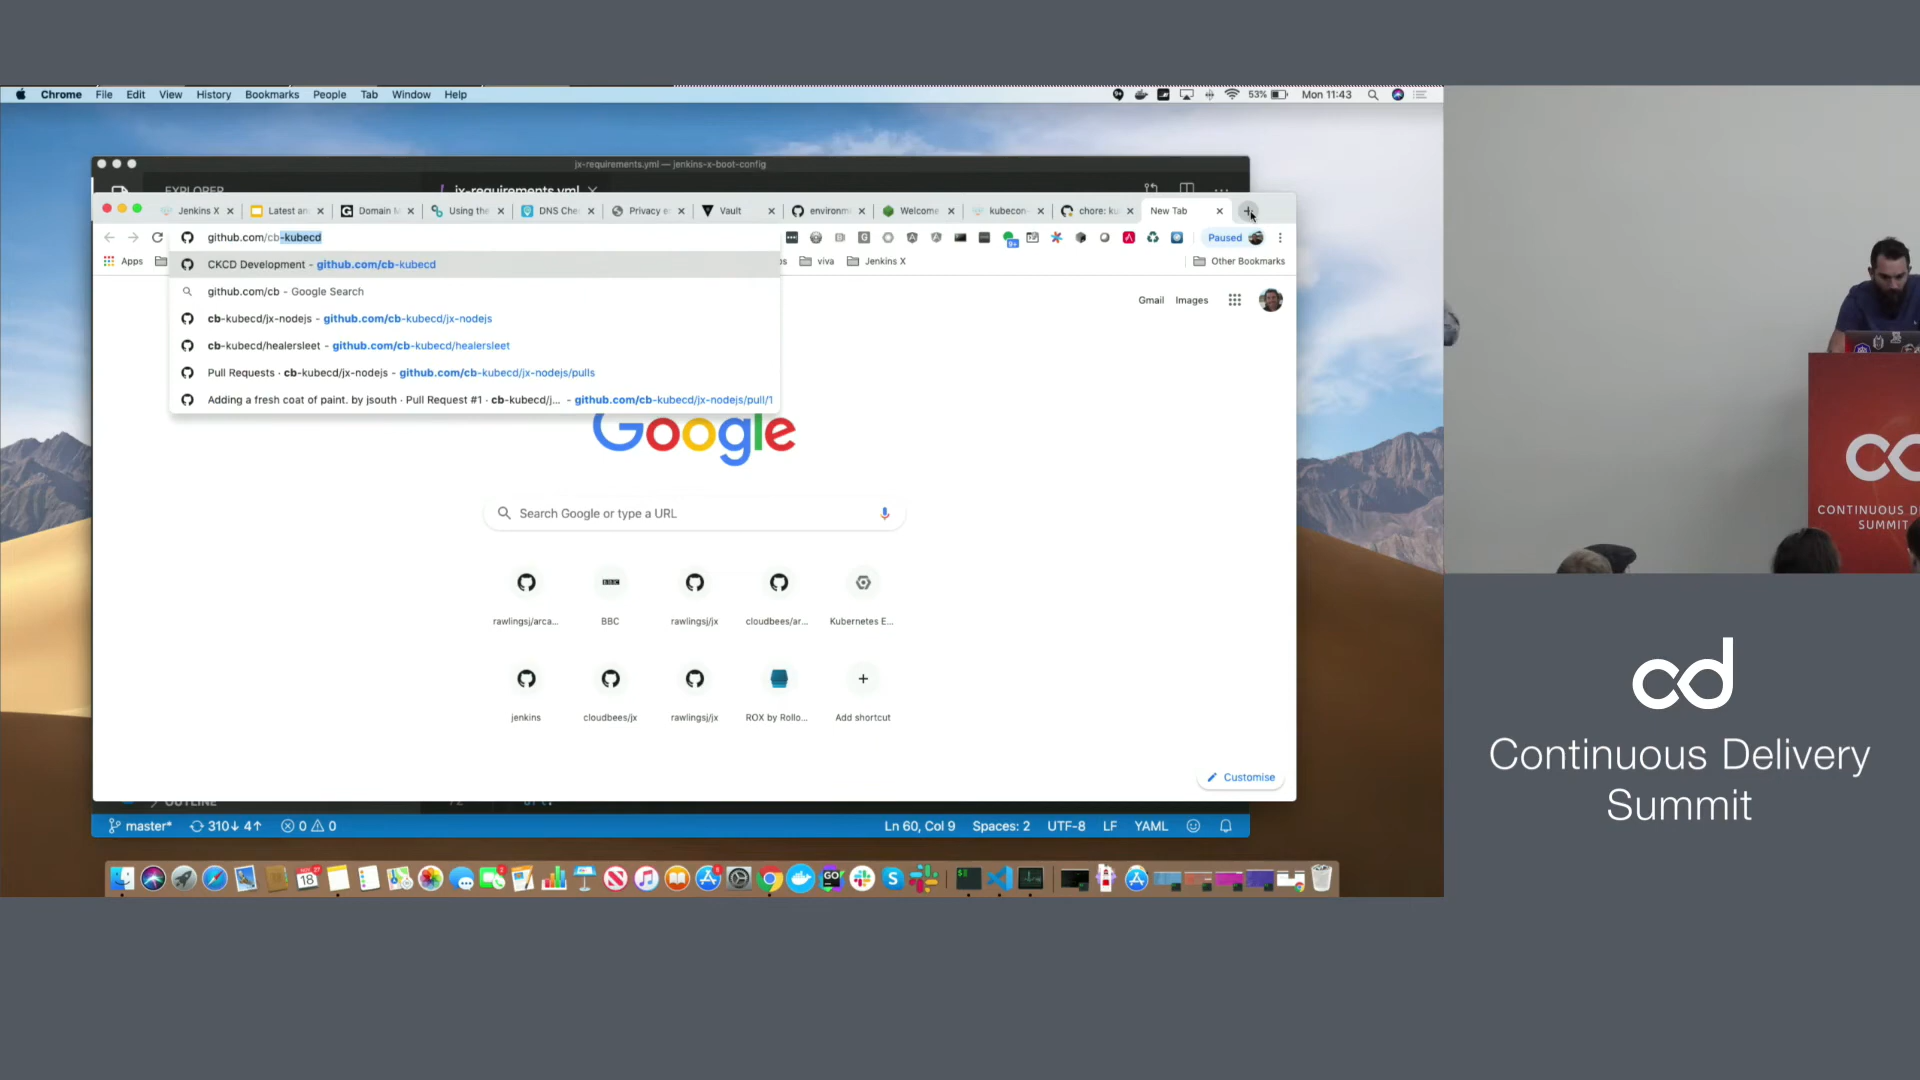 Chrome File Edit View History Bookmarks People Tab Window Help
53% Mon 11:43
jx-requirements.yml — jenkins-x-boot-config
EXPLORER jx-requirements.yml
Jenkins X Latest an Domain Using the DNS Che Privacy e Vault environm Welcome kubecon- chore: ku New Tab
github.com/cb-kubecd
Paused
Apps viva Jenkins X Other Bookmarks
CKCD Development - github.com/cb-kubecd
github.com/cb - Google Search
cb-kubecd/jx-nodejs - github.com/cb-kubecd/jx-nodejs
cb-kubecd/healersleet - github.com/cb-kubecd/healersleet
Pull Requests · cb-kubecd/jx-nodejs - github.com/cb-kubecd/jx-nodejs/pulls
Adding a fresh coat of paint. by jsouth · Pull Request #1 · cb-kubecd/j... - github.com/cb-kubecd/jx-nodejs/pull/1
Gmail Images
Google
Search Google or type a URL
rawlingsj/arca... BBC rawlingsj/jx cloudbees/ar... Kubernetes E...
jenkins cloudbees/jx rawlingsj/jx ROX by Rollo... Add shortcut
Customise
OUTLINE
master* 310↓ 4↑ 0 0 Ln 60, Col 9 Spaces: 2 UTF-8 LF YAML
CONTINUOUS D
SUMMIT
cd
Continuous Delivery
Summit